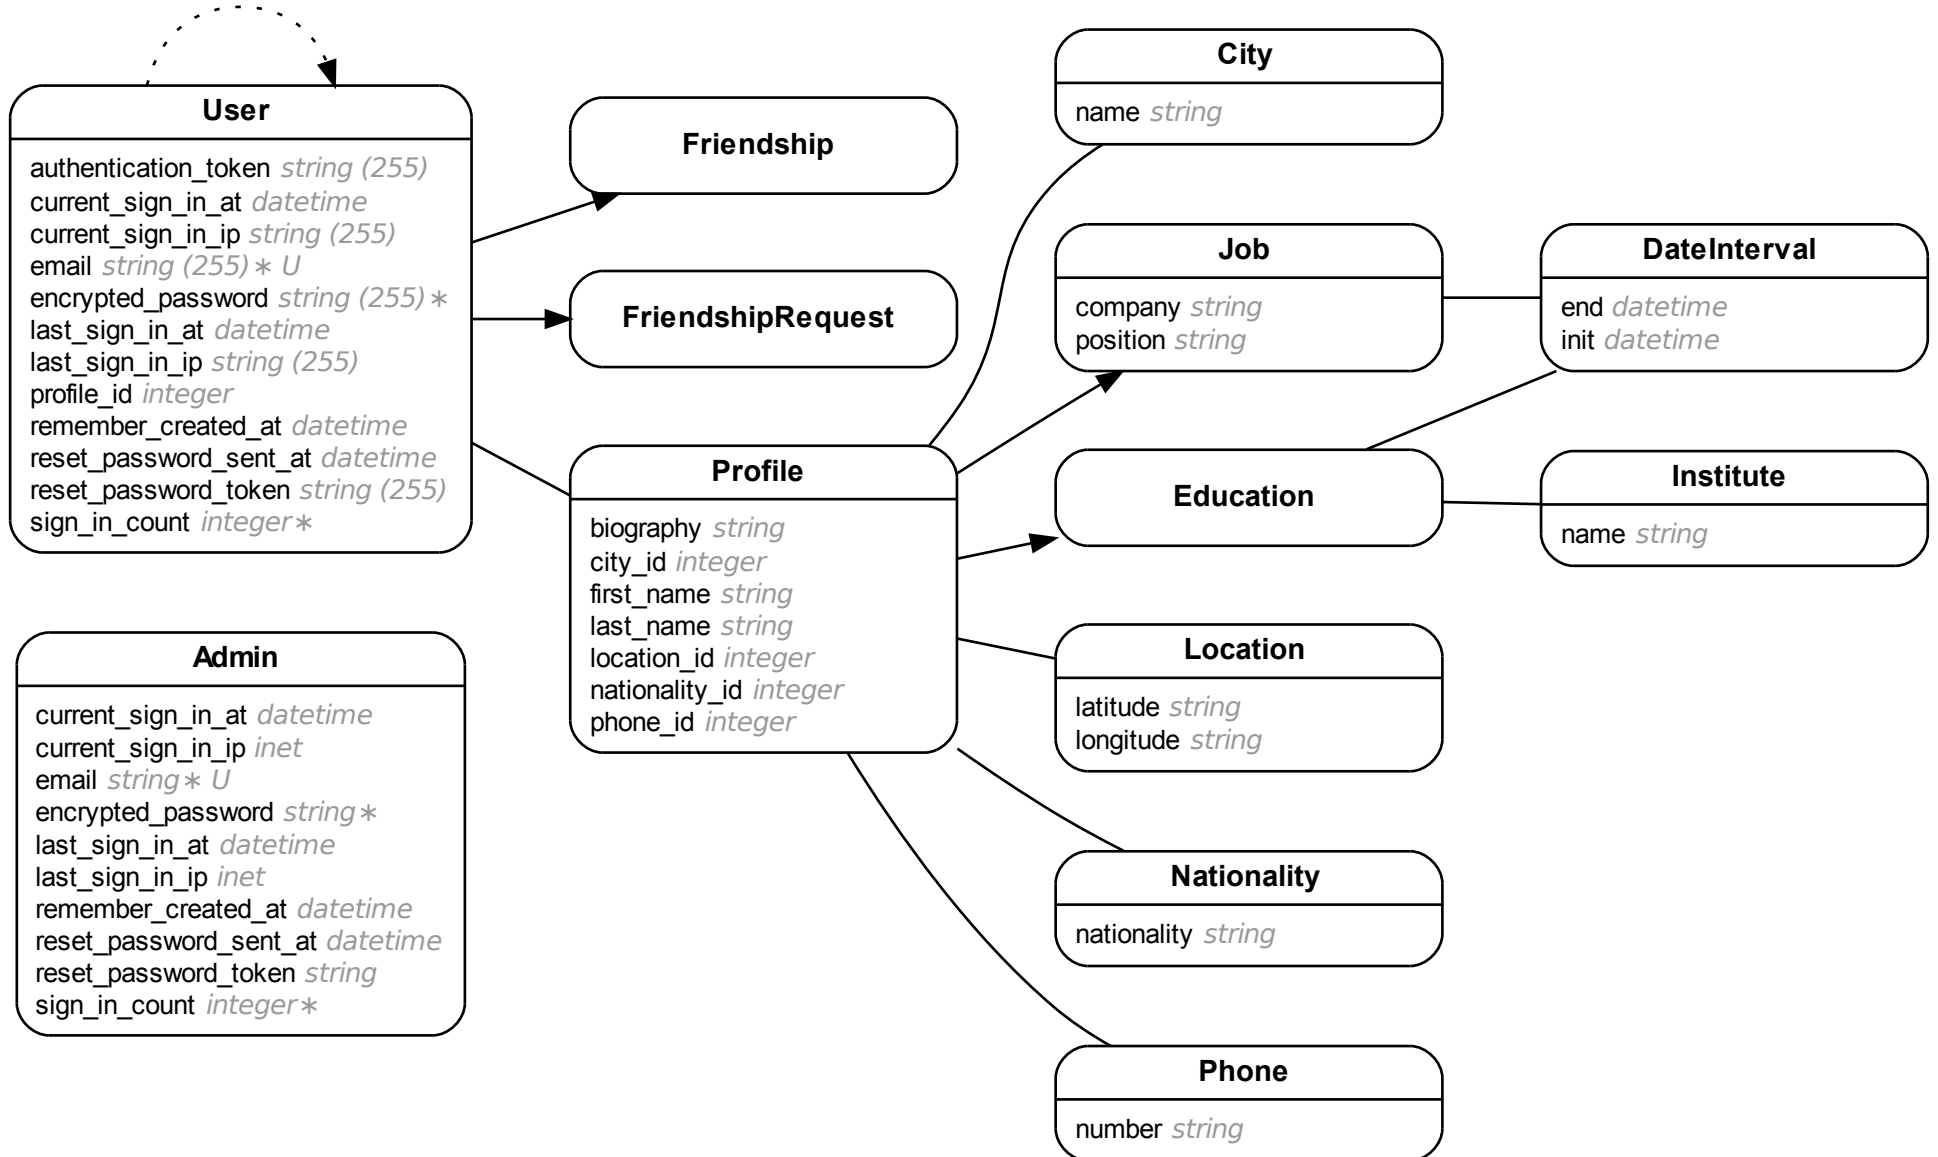 User
authentication_token string (255)
current_sign_in_at datetime
current_sign_in_ip string (255)
email string (255) ∗ U
encrypted_password string (255) ∗
last_sign_in_at datetime
last_sign_in_ip string (255)
profile_id integer
remember_created_at datetime
reset_password_sent_at datetime
reset_password_token string (255)
sign_in_count integer ∗
Admin
current_sign_in_at datetime
current_sign_in_ip inet
email string ∗ U
encrypted_password string ∗
last_sign_in_at datetime
last_sign_in_ip inet
remember_created_at datetime
reset_password_sent_at datetime
reset_password_token string
sign_in_count integer ∗
Friendship
FriendshipRequest
Profile
biography string
city_id integer
first_name string
last_name string
location_id integer
nationality_id integer
phone_id integer
City
name string
Job
company string
position string
Education
Location
latitude string
longitude string
Nationality
nationality string
Phone
number string
DateInterval
end datetime
init datetime
Institute
name string